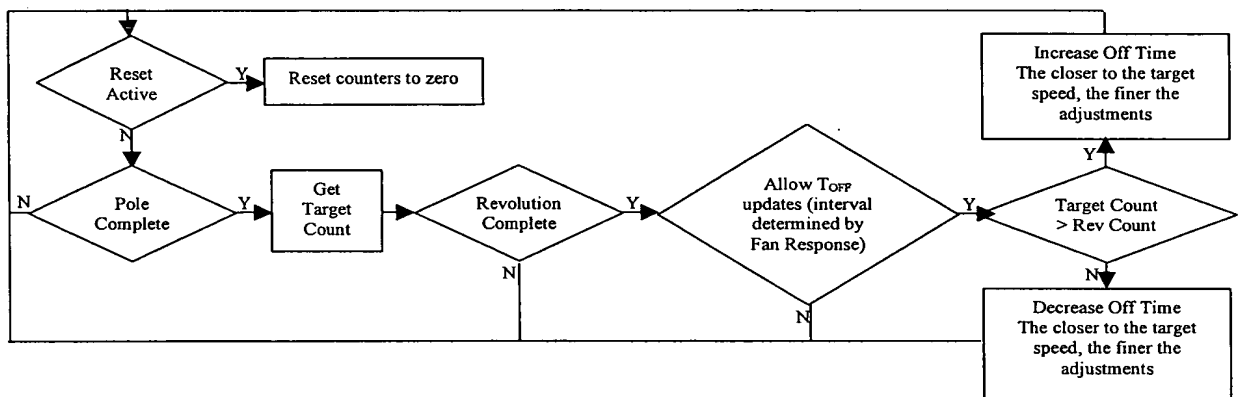 Reset
Active
Y
Reset counters to zero
N
Increase Off Time
The closer to the target
speed, the finer the
adjustments
Y
N
Pole
Complete
Y
Get
Target
Count
Revolution
Complete
Y
N
Allow TOFF
updates (interval
determined by
Fan Response)
Y
N
Target Count
> Rev Count
N
Decrease Off Time
The closer to the target
speed, the finer the
adjustments